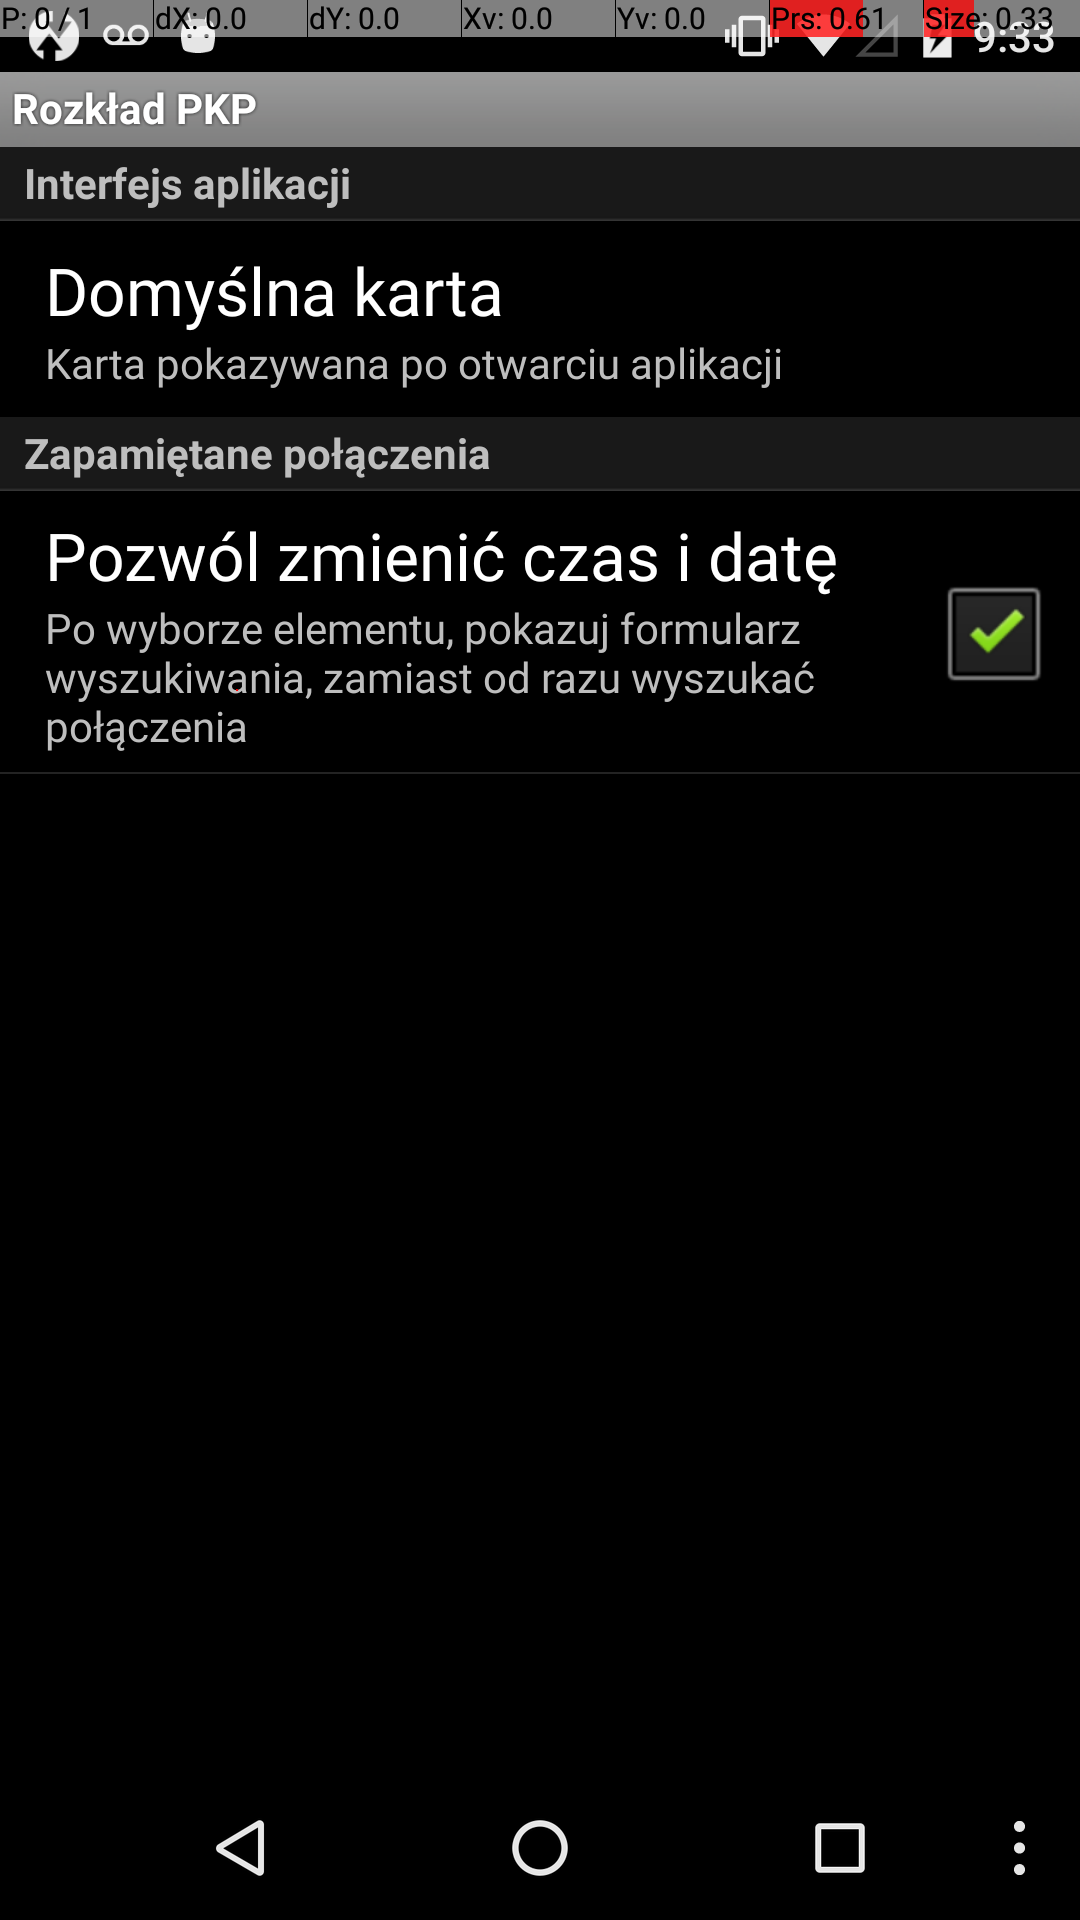 P: 0 / 1 dX: 0.0 dY: 0.0 Xv: 0.0 Yv: 0.0 Prs: 0.61 Size: 0.33
9:33
Rozkład PKP
Interfejs aplikacji
Domyślna karta
Karta pokazywana po otwarciu aplikacji
Zapamiętane połączenia
Pozwól zmienić czas i datę
Po wyborze elementu, pokazuj formularz
wyszukiwania, zamiast od razu wyszukać
połączenia